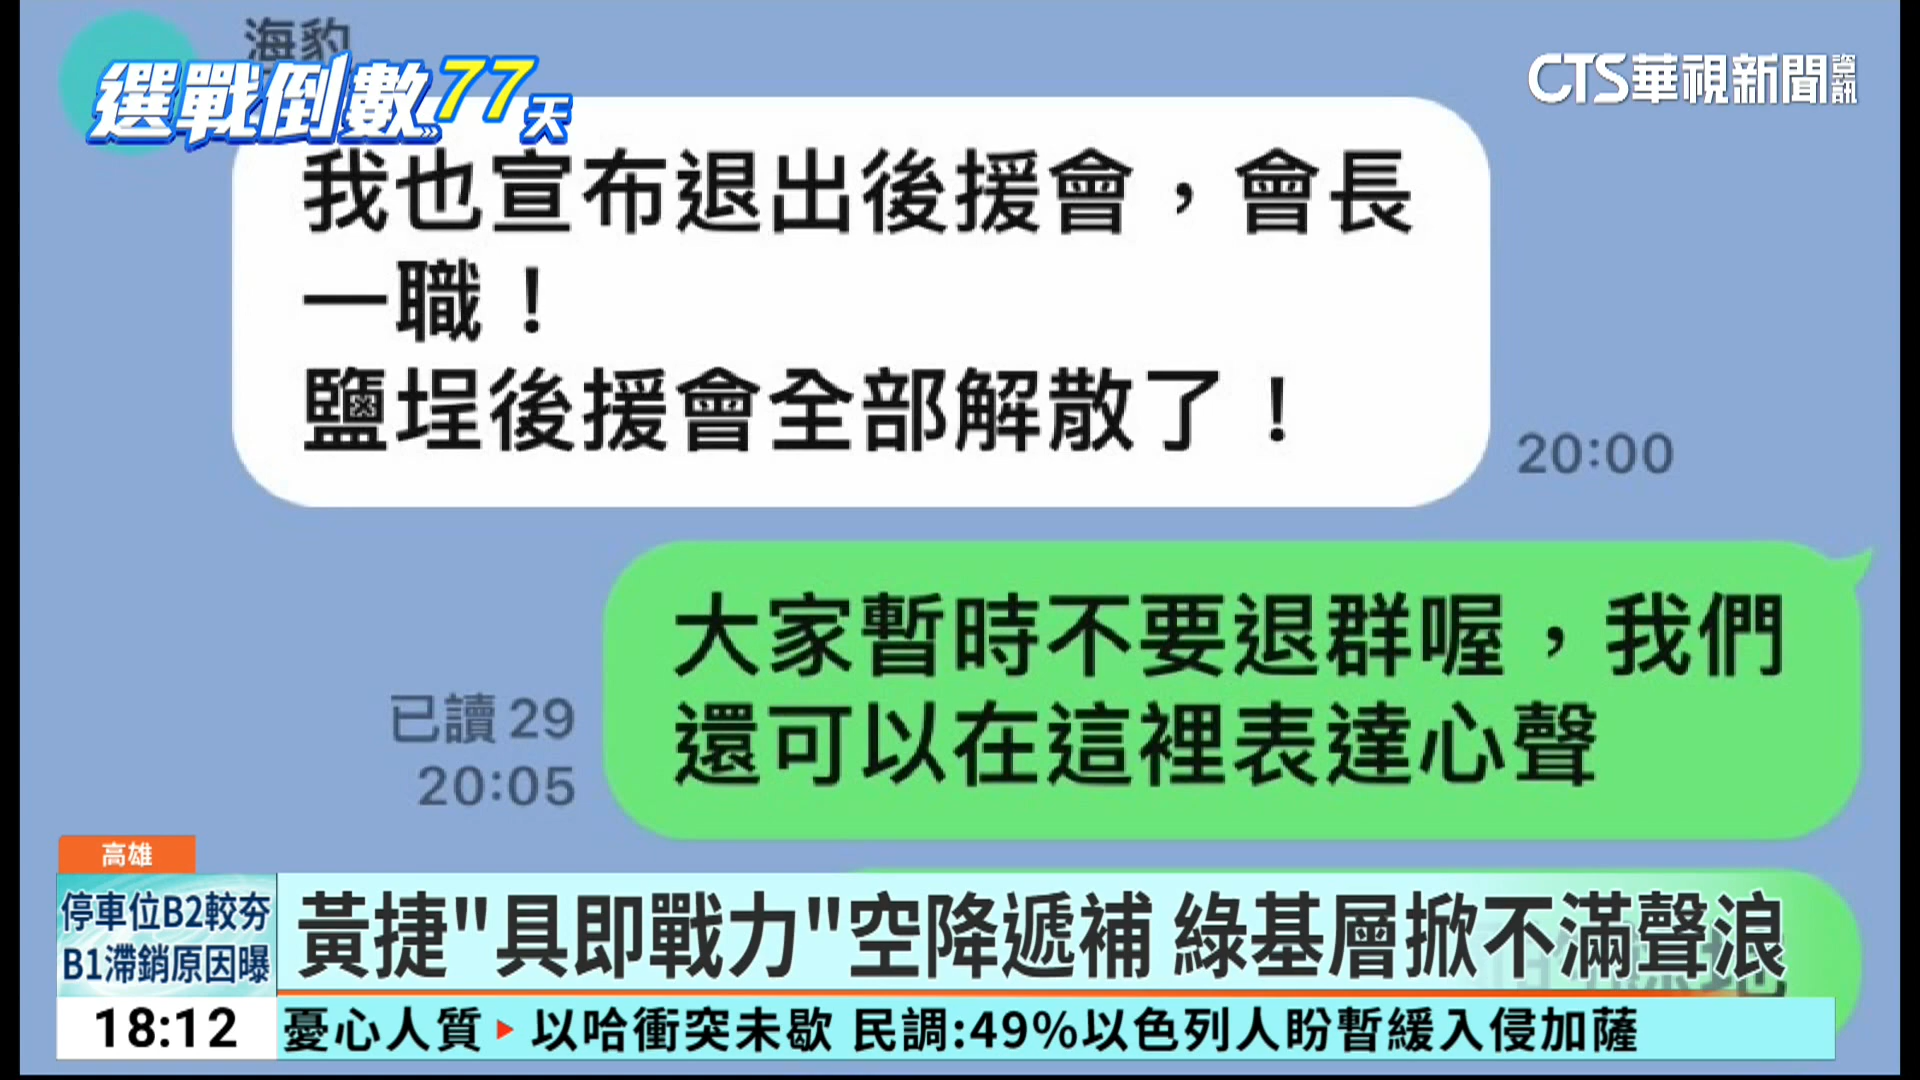 海豹
選戰倒數77天
CTS華視新聞資訊
我也宣布退出後援會，會長
一職！
鹽埕後援會全部解散了！
20:00
大家暫時不要退群喔，我們
還可以在這裡表達心聲
已讀 29
20:05
高雄
停車位B2較夯
B1滯銷原因曝
黃捷"具即戰力"空降遞補 綠基層掀不滿聲浪
18:12
憂心人質▶以哈衝突未歇 民調:49%以色列人盼暫緩入侵加薩